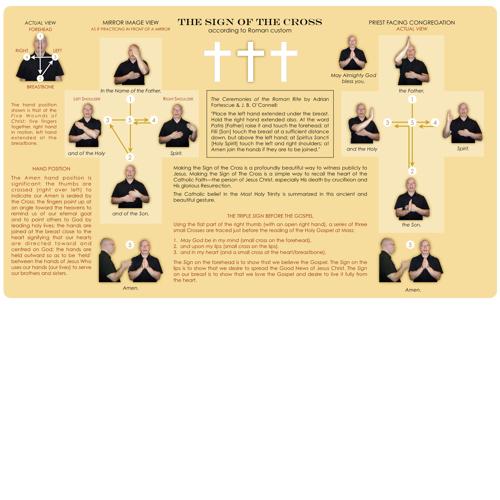 ACTUAL VIEW
FOREHEAD
RIGHT
LEFT
BREASTBONE
MIRROR IMAGE VIEW
AS IF PRACTICING IN FRONT OF A MIRROR
THE SIGN OF THE CROSS
according to Roman custom
PRIEST FACING CONGREGATION
ACTUAL VIEW
In the Name of the Father,
May Almighty God
bless you,
the Father,
The hand position
shown is that of the
Five Wounds of
Christ: five fingers
together, right hand
in motion, left hand
extended at the
breastbone.
LEFT SHOULDER
RIGHT SHOULDER
1
3
5
4
2
and of the Holy
Spirit.
and of the Son,
The Ceremonies of the Roman Rite by Adrian
Fortescue & J. B. O'Connell:
"Place the left hand extended under the breast.
Hold the right hand extended also. At the word
Patris [Father] raise it and touch the forehead; at
Filii [Son] touch the breast at a sufficient distance
down, but above the left hand; at Spiritus Sancti
[Holy Spirit] touch the left and right shoulders; at
Amen join the hands if they are to be joined."
1
3
5
4
2
and of the Holy
Spirit.
the Son,
HAND POSITION
The Amen hand position is
significant: the thumbs are
crossed (right over left) to
indicate our Amen is sealed by
the Cross; the fingers point up at
an angle toward the heavens to
remind us of our eternal goal
and to point others to God by
reading holy lives; the hands are
joined at the breast close to the
heart signifying that our hearts
are directed toward and
centred on God; the hands are
held outward so as to be 'held'
between the hands of Jesus Who
uses our hands (our lives) to serve
our brothers and sisters.
Making the Sign of the Cross is a profoundly beautiful way to witness publicly to
Jesus. Making the Sign of The Cross is a simple way to recall the heart of the
Catholic Faith—the person of Jesus Christ, especially His death by crucifixion and
His glorious Resurrection.
The Catholic belief in the Most Holy Trinity is summarized in this ancient and
beautiful gesture.
THE TRIPLE SIGN BEFORE THE GOSPEL
Using the flat part of the right thumb (with an open right hand), a series of three
small Crosses are traced just before the reading of the Holy Gospel at Mass:
1. May God be in my mind (small cross on the forehead),
2. and upon my lips (small cross on the lips),
3. and in my heart (and a small cross at the heart/breastbone).
The Sign on the forehead is to show that we believe the Gospel. The Sign on the
lips is to show that we desire to spread the Good News of Jesus Christ. The Sign
on our breast is to show that we love the Gospel and desire to live it fully from
the heart.
3
Amen.
3
Amen.